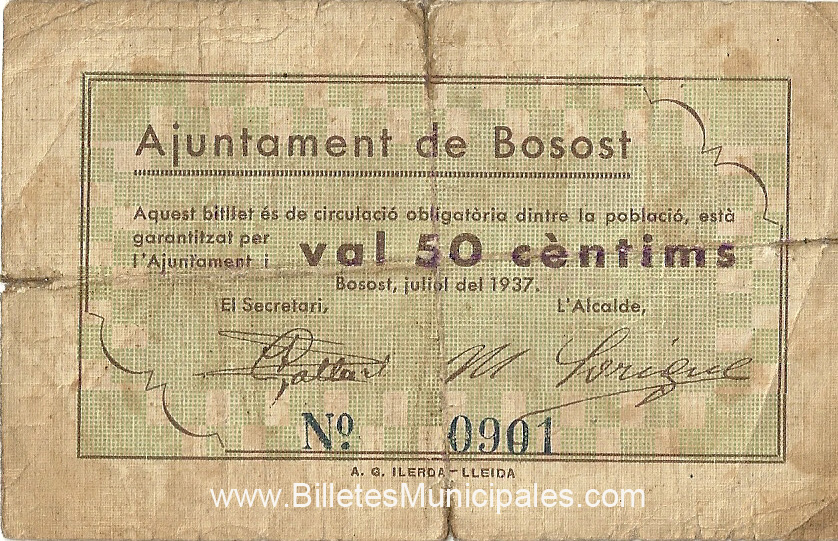 Ajuntament de Bosost
Aquest bitllet és de circulació obligatòria dintre la població, està
garantitzat per
l'Ajuntament i val 50 cèntims
Bosost, juliol del 1937.
El Secretari, L'Alcalde,
Nº 0901
A. G. ILERDA - LLEIDA
www.BilletesMunicipales.com